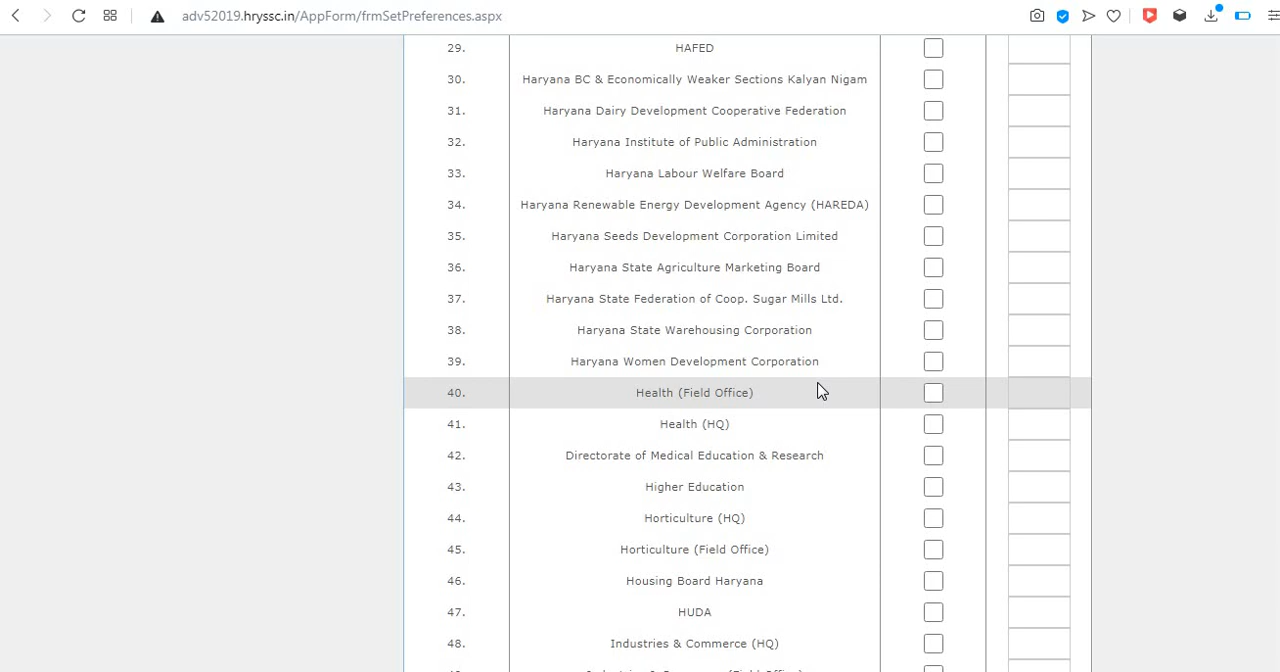 adv52019.hryssc.in/AppForm/frmSetPreferences.aspx
29. HAFED
30. Haryana BC & Economically Weaker Sections Kalyan Nigam
31. Haryana Dairy Development Cooperative Federation
32. Haryana Institute of Public Administration
33. Haryana Labour Welfare Board
34. Haryana Renewable Energy Development Agency (HAREDA)
35. Haryana Seeds Development Corporation Limited
36. Haryana State Agriculture Marketing Board
37. Haryana State Federation of Coop. Sugar Mills Ltd.
38. Haryana State Warehousing Corporation
39. Haryana Women Development Corporation
40. Health (Field Office)
41. Health (HQ)
42. Directorate of Medical Education & Research
43. Higher Education
44. Horticulture (HQ)
45. Horticulture (Field Office)
46. Housing Board Haryana
47. HUDA
48. Industries & Commerce (HQ)